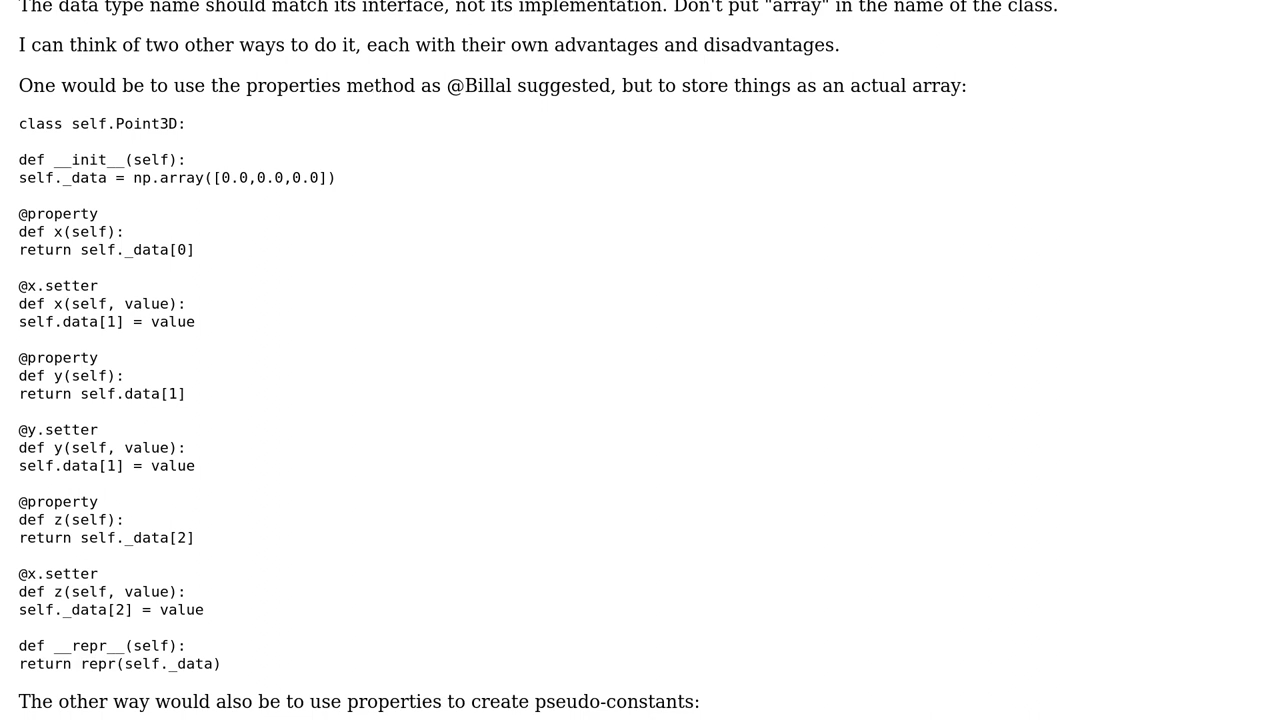 The data type name should match its interface, not its implementation. Don't put "array" in the name of the class.
I can think of two other ways to do it, each with their own advantages and disadvantages.
One would be to use the properties method as @Billal suggested, but to store things as an actual array:
class self.Point3D:
def __init__(self):
self._data = np.array([0.0,0.0,0.0])
@property
def x(self):
return self._data[0]
@x.setter
def x(self, value):
self.data[1] = value
@property
def y(self):
return self.data[1]
@y.setter
def y(self, value):
self.data[1] = value
@property
def z(self):
return self._data[2]
@x.setter
def z(self, value):
self._data[2] = value
def __repr__(self):
return repr(self._data)
The other way would also be to use properties to create pseudo-constants: